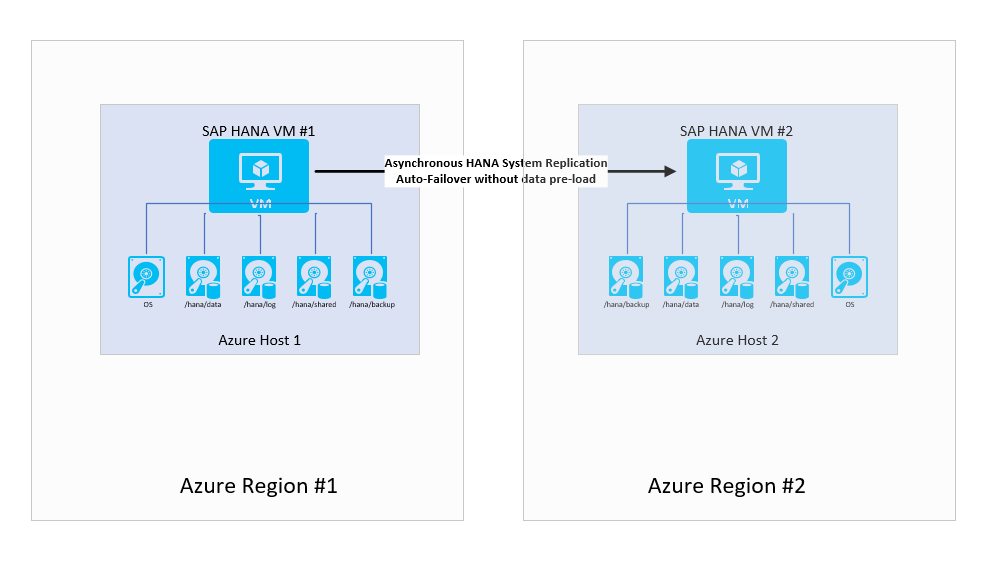 SAP HANA VM #1
SAP HANA VM #2
Asynchronous HANA System Replication
Auto-Failover without data pre-load
VM
VM
OS
/hana/data
/hana/log
/hana/shared
/hana/backup
/hana/backup
/hana/data
/hana/log
/hana/shared
OS
Azure Host 1
Azure Host 2
Azure Region #1
Azure Region #2